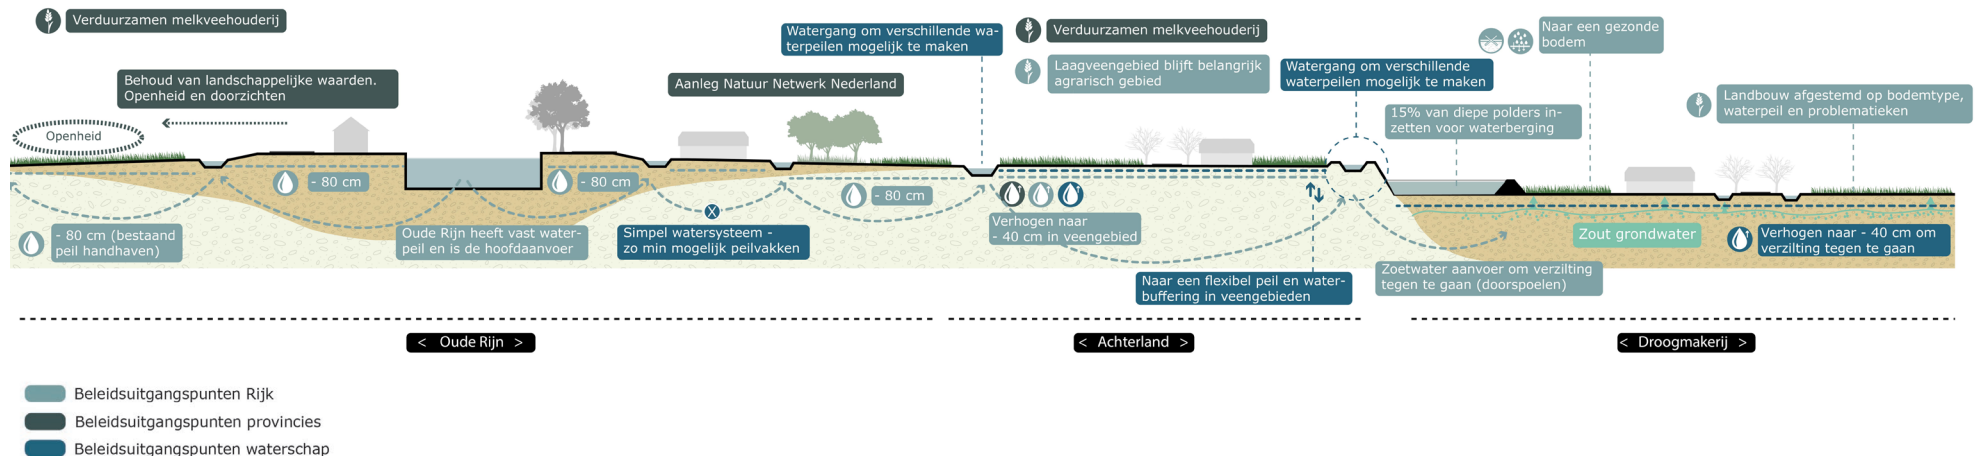 Verduurzamen melkveehouderij
Behoud van landschappelijke waarden.
Openheid en doorzichten
Openheid
- 80 cm
- 80 cm (bestaand
peil handhaven)
Oude Rijn heeft vast water-
peil en is de hoofdaanvoer
- 80 cm
Aanleg Natuur Netwerk Nederland
X
Simpel watersysteem -
zo min mogelijk peilvakken
- 80 cm
Watergang om verschillende wa-
terpeilen mogelijk te maken
Verduurzamen melkveehouderij
Laagveengebied blijft belangrijk
agrarisch gebied
Verhogen naar
- 40 cm in veengebied
Naar een flexibel peil en water-
buffering in veengebieden
Watergang om verschillende
waterpeilen mogelijk te maken
15% van diepe polders in-
zetten voor waterberging
Zoetwater aanvoer om verzilting
tegen te gaan (doorspoelen)
Naar een gezonde
bodem
Landbouw afgestemd op bodemtype,
waterpeil en problematieken
Zout grondwater
Verhogen naar - 40 cm om
verzilting tegen te gaan
< Oude Rijn >
< Achterland >
< Droogmakerij >
Beleidsuitgangspunten Rijk
Beleidsuitgangspunten provincies
Beleidsuitgangspunten waterschap